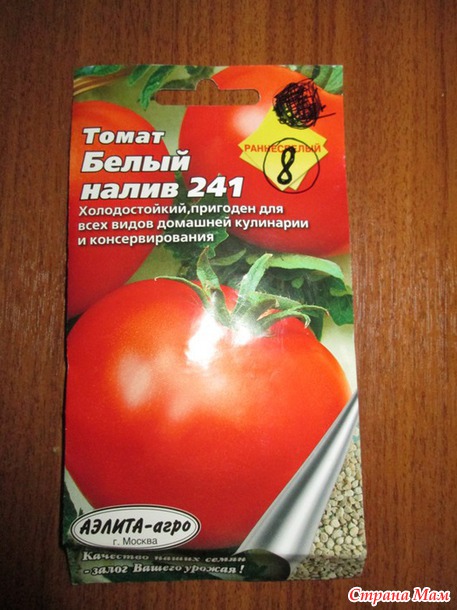 Томат
Белый
налив 241
РАННЕСПЕЛЫЙ
8
Холодостойкий,пригоден для
всех видов домашней кулинарии
и консервирования
АЭЛИТА-агро
г. Москва
Качество наших семян
-залог Вашего урожая!
Страна Мам